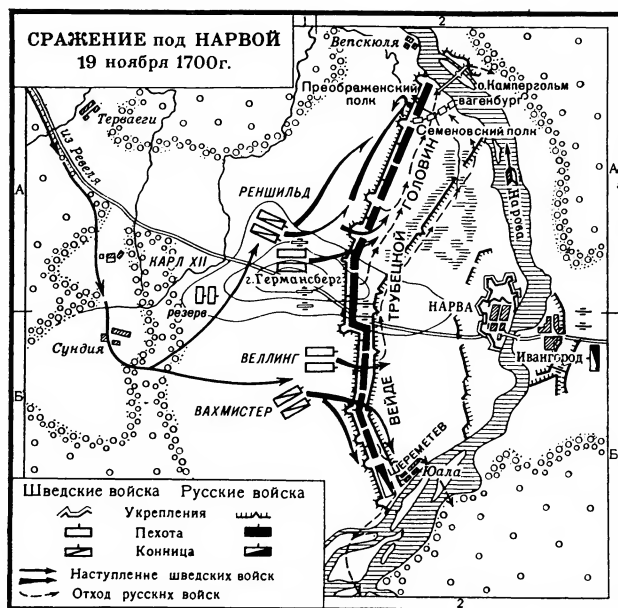 СРАЖЕНИЕ под НАРВОЙ
19 ноября 1700г.
1
2
Вепскюля
Преображенский
полк
о.Кампергольм
вагенбург
Семеновский полк
Терваегги
из Ревеля
А
А
РЕНШИЛЬД
ГОЛОВИН
Нарова
КАРЛ XII
г.Германсберг
ТРУБЕЦКОЙ
резерв
НАРВА
Сундия
Ивангород
ВЕЛЛИНГ
ВЕЙДЕ
Б
ВАХМИСТЕР
ШЕРЕМЕТЕВ
Б
Юала
Шведские войска Русские войска
Укрепления
Пехота
Конница
Наступление шведских войск
Отход русских войск
2